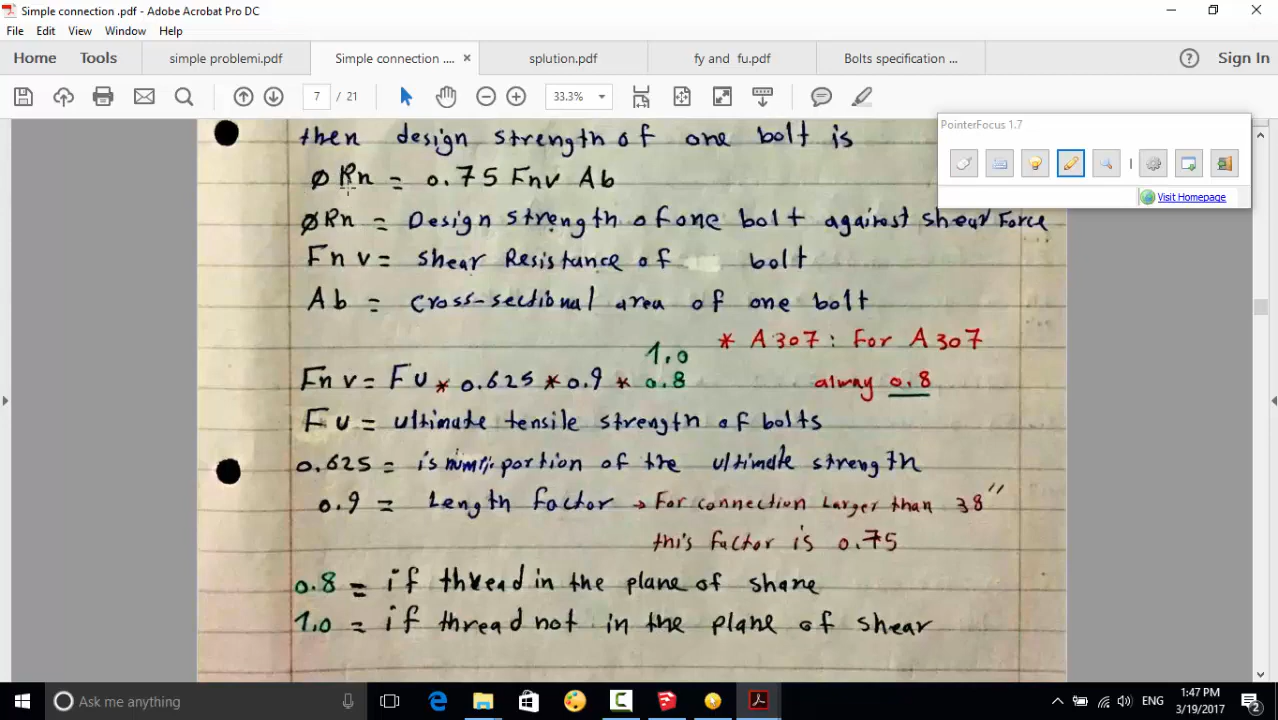 Simple connection .pdf - Adobe Acrobat Pro DC
File Edit View Window Help
Home Tools simple problemi.pdf Simple connection .... × splution.pdf fy and fu.pdf Bolts specification ... Sign In
7 / 21 33.3%
PointerFocus 1.7
Visit Homepage
then design strength of one bolt is
ø Rn = 0.75 Fnv Ab
øRn = Design strength of one bolt against shear Force
Fnv = shear Resistance of bolt
Ab = cross-sectional area of one bolt
* A307: For A307
1.0
Fnv = Fu * 0.625 * 0.9 * 0.8 alway 0.8
Fu = ultimate tensile strength of bolts
0.625 = is portion of the ultimate strength
0.9 = Length factor → For connection Larger than 38"
this factor is 0.75
0.8 = if thread in the plane of shane
1.0 = if thread not in the plane of shear
Ask me anything
ENG
1:47 PM
3/19/2017
2